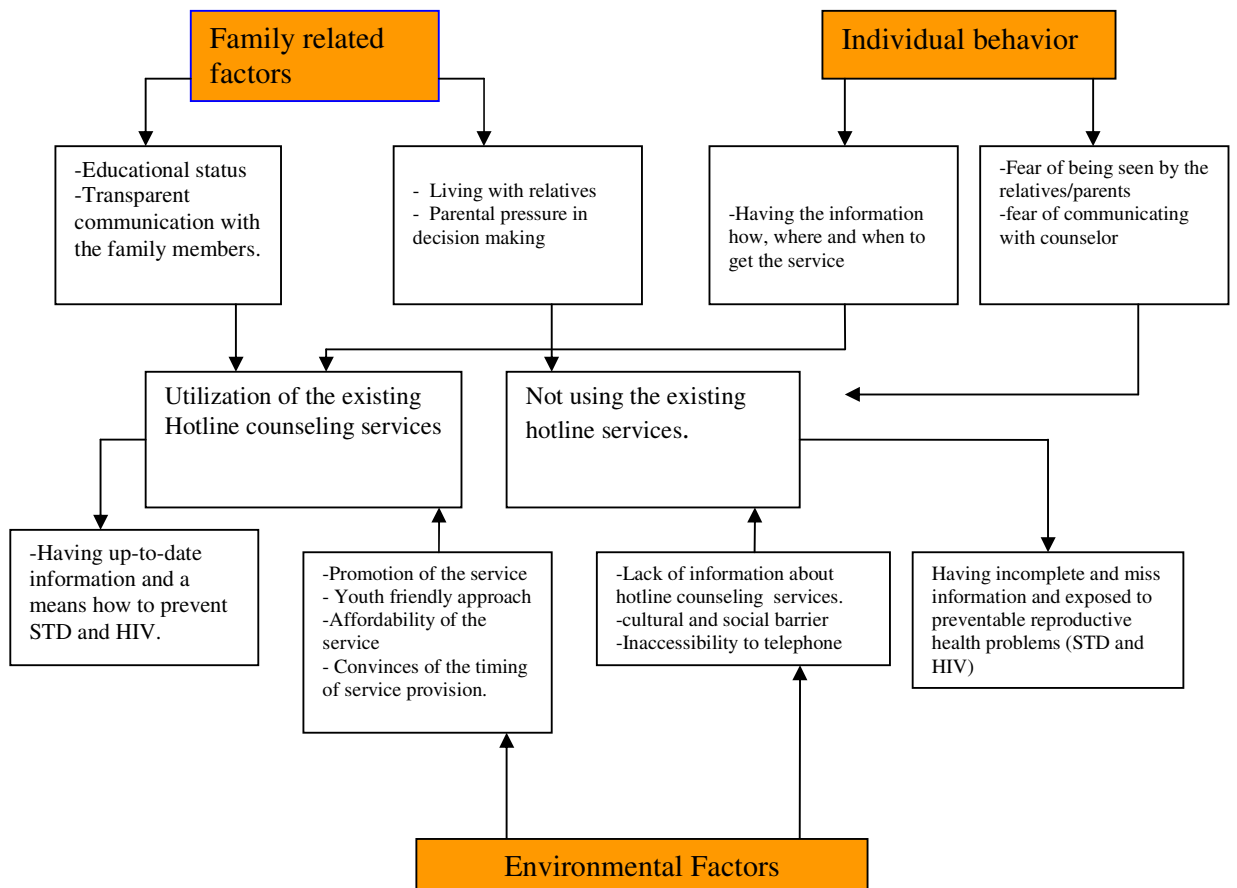 Family related
factors
Individual behavior
-Educational status
-Transparent
communication with
the family members.
- Living with relatives
- Parental pressure in
decision making
-Having the information
how, where and when to
get the service
-Fear of being seen by the
relatives/parents
-fear of communicating
with counselor
Utilization of the existing
Hotline counseling services
Not using the existing
hotline services.
-Having up-to-date
information and a
means how to prevent
STD and HIV.
-Promotion of the service
- Youth friendly approach
-Affordability of the
service
- Convinces of the timing
of service provision.
-Lack of information about
hotline counseling services.
-cultural and social barrier
-Inaccessibility to telephone
Having incomplete and miss
information and exposed to
preventable reproductive
health problems (STD and
HIV)
Environmental Factors